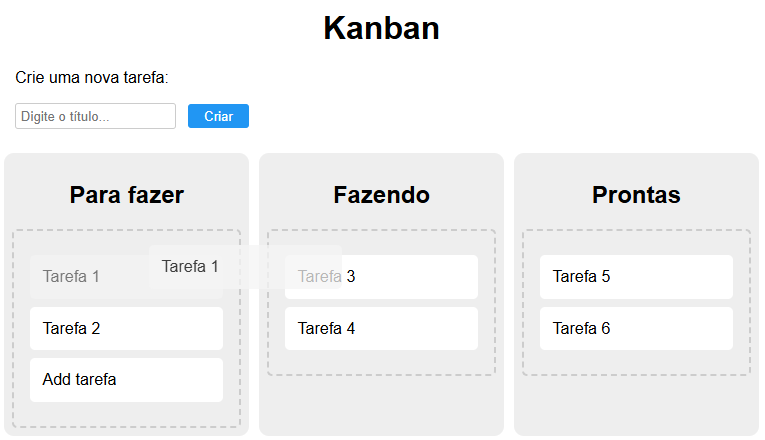 Kanban
Crie uma nova tarefa:
Digite o título...
Criar
Para fazer
Tarefa 1
Tarefa 1
Tarefa 2
Add tarefa
Fazendo
Tarefa 3
Tarefa 4
Prontas
Tarefa 5
Tarefa 6